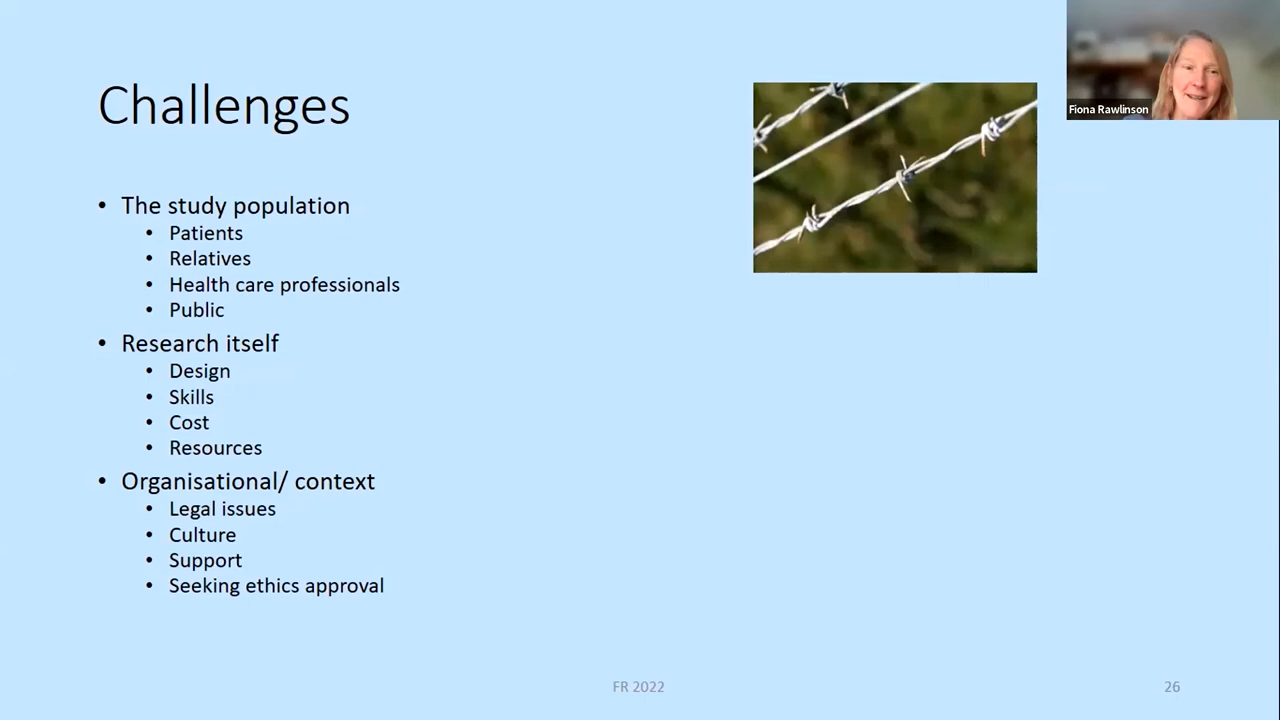 Challenges
Fiona Rawlinson
• The study population
• Patients
• Relatives
• Health care professionals
• Public
• Research itself
• Design
• Skills
• Cost
• Resources
• Organisational/ context
• Legal issues
• Culture
• Support
• Seeking ethics approval
FR 2022
26